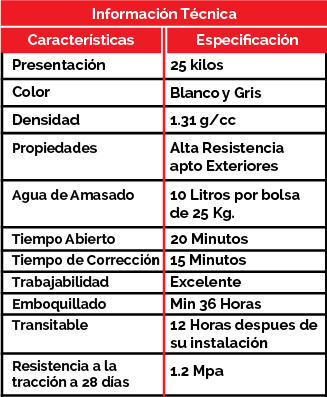 Información Técnica
Características Especificación
Presentación 25 kilos
Color Blanco y Gris
Densidad 1.31 g/cc
Propiedades Alta Resistencia
apto Exteriores
Agua de Amasado 10 Litros por bolsa
de 25 Kg.
Tiempo Abierto 20 Minutos
Tiempo de Corrección 15 Minutos
Trabajabilidad Excelente
Emboquillado Min 36 Horas
Transitable 12 Horas despues de
su instalación
Resistencia a la
tracción a 28 días 1.2 Mpa